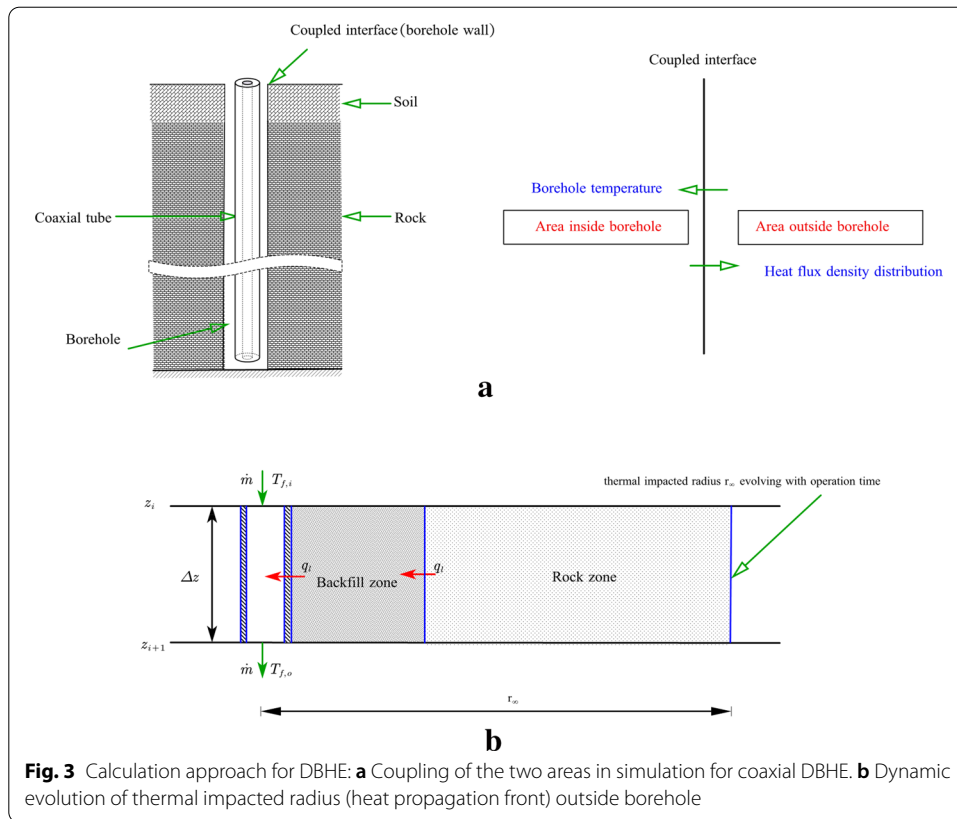 Coupled interface (borehole wall)
Soil
Coaxial tube
Rock
Borehole
Coupled interface
Borehole temperature
Area inside borehole
Area outside borehole
Heat flux density distribution
a
ṁ T_{f,i}
thermal impacted radius r_∞ evolving with operation time
z_i
Δz
q_l
Backfill zone
q_l
Rock zone
z_{i+1}
ṁ T_{f,o}
r_∞
b
Fig. 3 Calculation approach for DBHE: a Coupling of the two areas in simulation for coaxial DBHE. b Dynamic
evolution of thermal impacted radius (heat propagation front) outside borehole